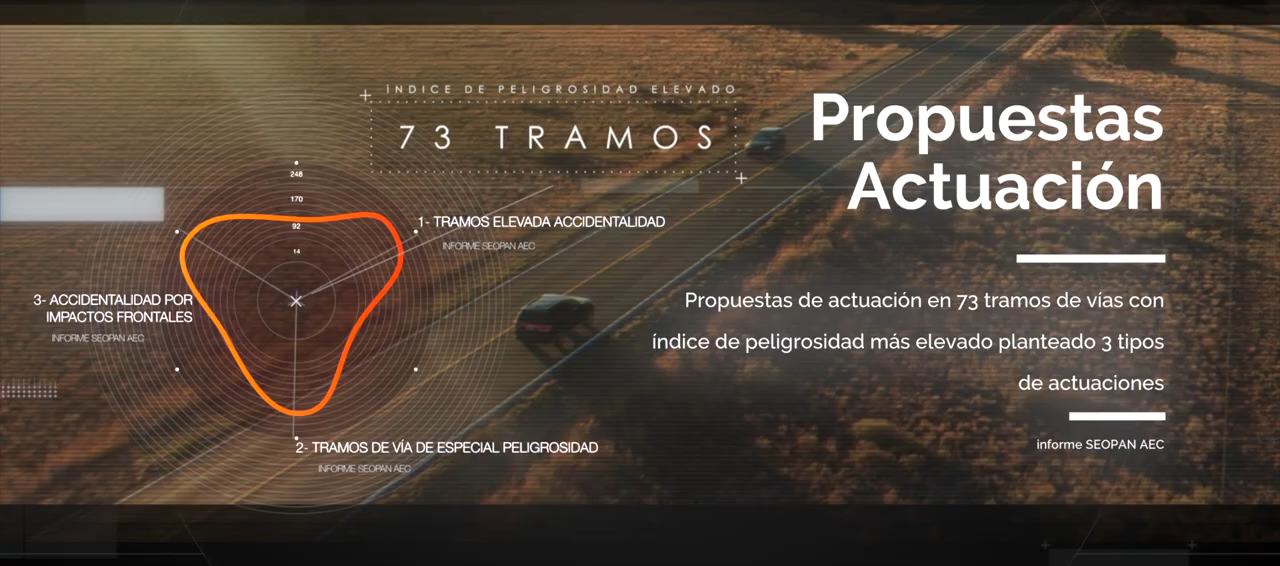 ÍNDICE DE PELIGROSIDAD ELEVADO
73 TRAMOS
248
170
92
14
1- TRAMOS ELEVADA ACCIDENTALIDAD
INFORME SEOPAN AEC
3- ACCIDENTALIDAD POR
IMPACTOS FRONTALES
INFORME SEOPAN AEC
2- TRAMOS DE VÍA DE ESPECIAL PELIGROSIDAD
INFORME SEOPAN AEC
Propuestas
Actuación
Propuestas de actuación en 73 tramos de vías con
índice de peligrosidad más elevado planteado 3 tipos
de actuaciones
informe SEOPAN AEC